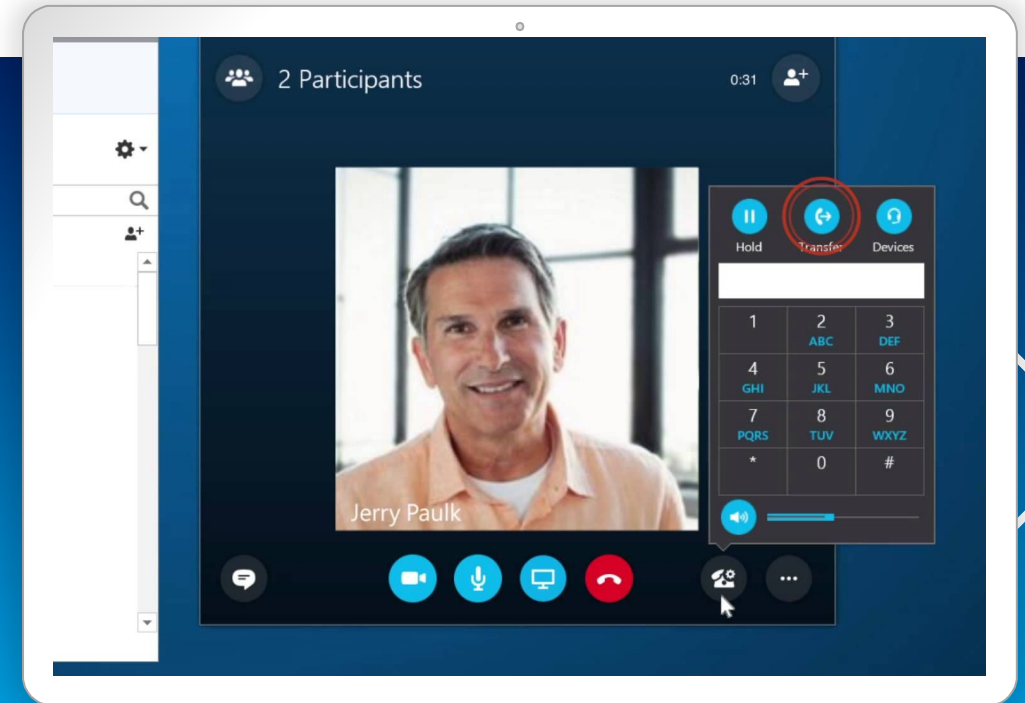 2 Participants
0:31
Hold
Transfer
Devices
1
2
ABC
3
DEF
4
GHI
5
JKL
6
MNO
7
PQRS
8
TUV
9
WXYZ
*
0
#
Jerry Paulk